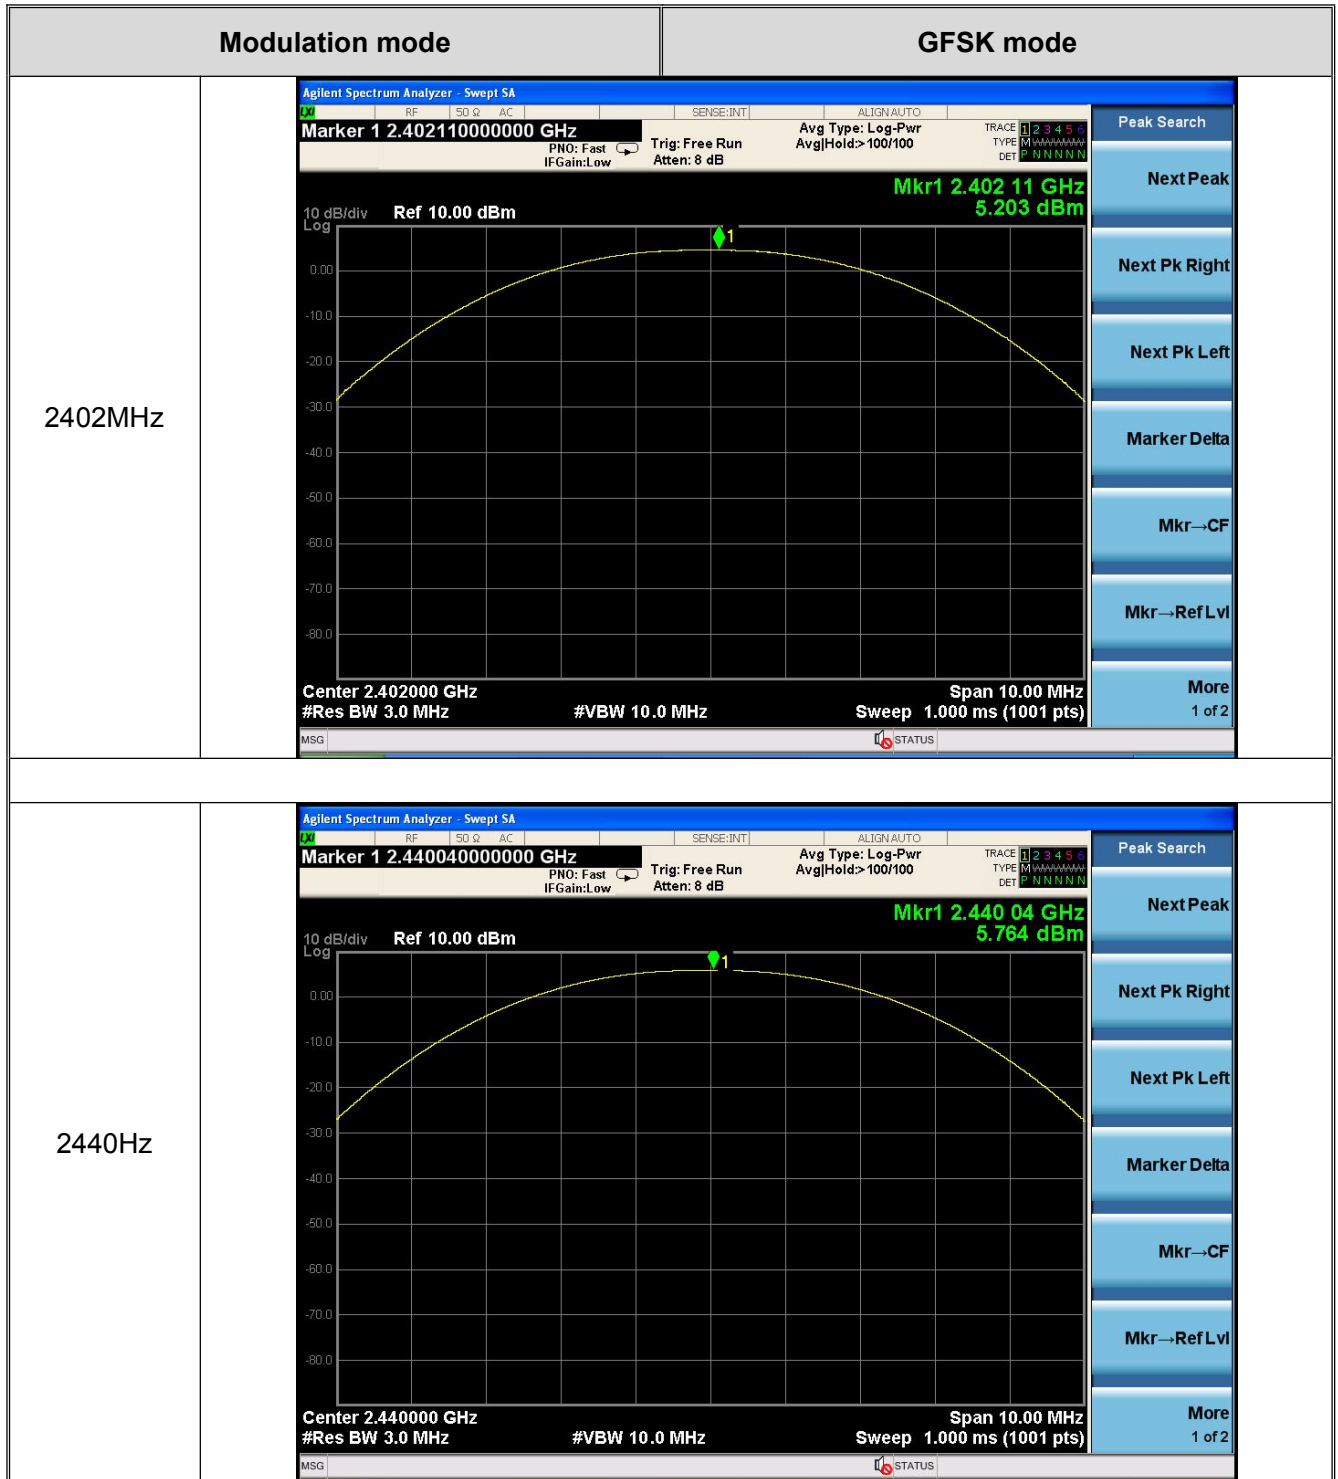 Modulation mode GFSK mode
2402MHz
Agilent Spectrum Analyzer - Swept SA
LXI RF 50 Ω AC SENSE:INT ALIGN AUTO
Marker 1 2.402110000000 GHz
PNO: Fast
IFGain:Low
Trig: Free Run
Atten: 8 dB
Avg Type: Log-Pwr
Avg|Hold:>100/100
TRACE 1 2 3 4 5 6
TYPE M WWWWW
DET P N N N N N
Mkr1 2.402 11 GHz
5.203 dBm
10 dB/div Ref 10.00 dBm
Log
1
0.00
-10.0
-20.0
-30.0
-40.0
-50.0
-60.0
-70.0
-80.0
Center 2.402000 GHz Span 10.00 MHz
#Res BW 3.0 MHz #VBW 10.0 MHz Sweep 1.000 ms (1001 pts)
MSG STATUS
Peak Search
Next Peak
Next Pk Right
Next Pk Left
Marker Delta
Mkr→CF
Mkr→Ref Lvl
More
1 of 2
2440Hz
Agilent Spectrum Analyzer - Swept SA
LXI RF 50 Ω AC SENSE:INT ALIGN AUTO
Marker 1 2.440040000000 GHz
PNO: Fast
IFGain:Low
Trig: Free Run
Atten: 8 dB
Avg Type: Log-Pwr
Avg|Hold:>100/100
TRACE 1 2 3 4 5 6
TYPE M WWWWW
DET P N N N N N
Mkr1 2.440 04 GHz
5.764 dBm
10 dB/div Ref 10.00 dBm
Log
1
0.00
-10.0
-20.0
-30.0
-40.0
-50.0
-60.0
-70.0
-80.0
Center 2.440000 GHz Span 10.00 MHz
#Res BW 3.0 MHz #VBW 10.0 MHz Sweep 1.000 ms (1001 pts)
MSG STATUS
Peak Search
Next Peak
Next Pk Right
Next Pk Left
Marker Delta
Mkr→CF
Mkr→Ref Lvl
More
1 of 2